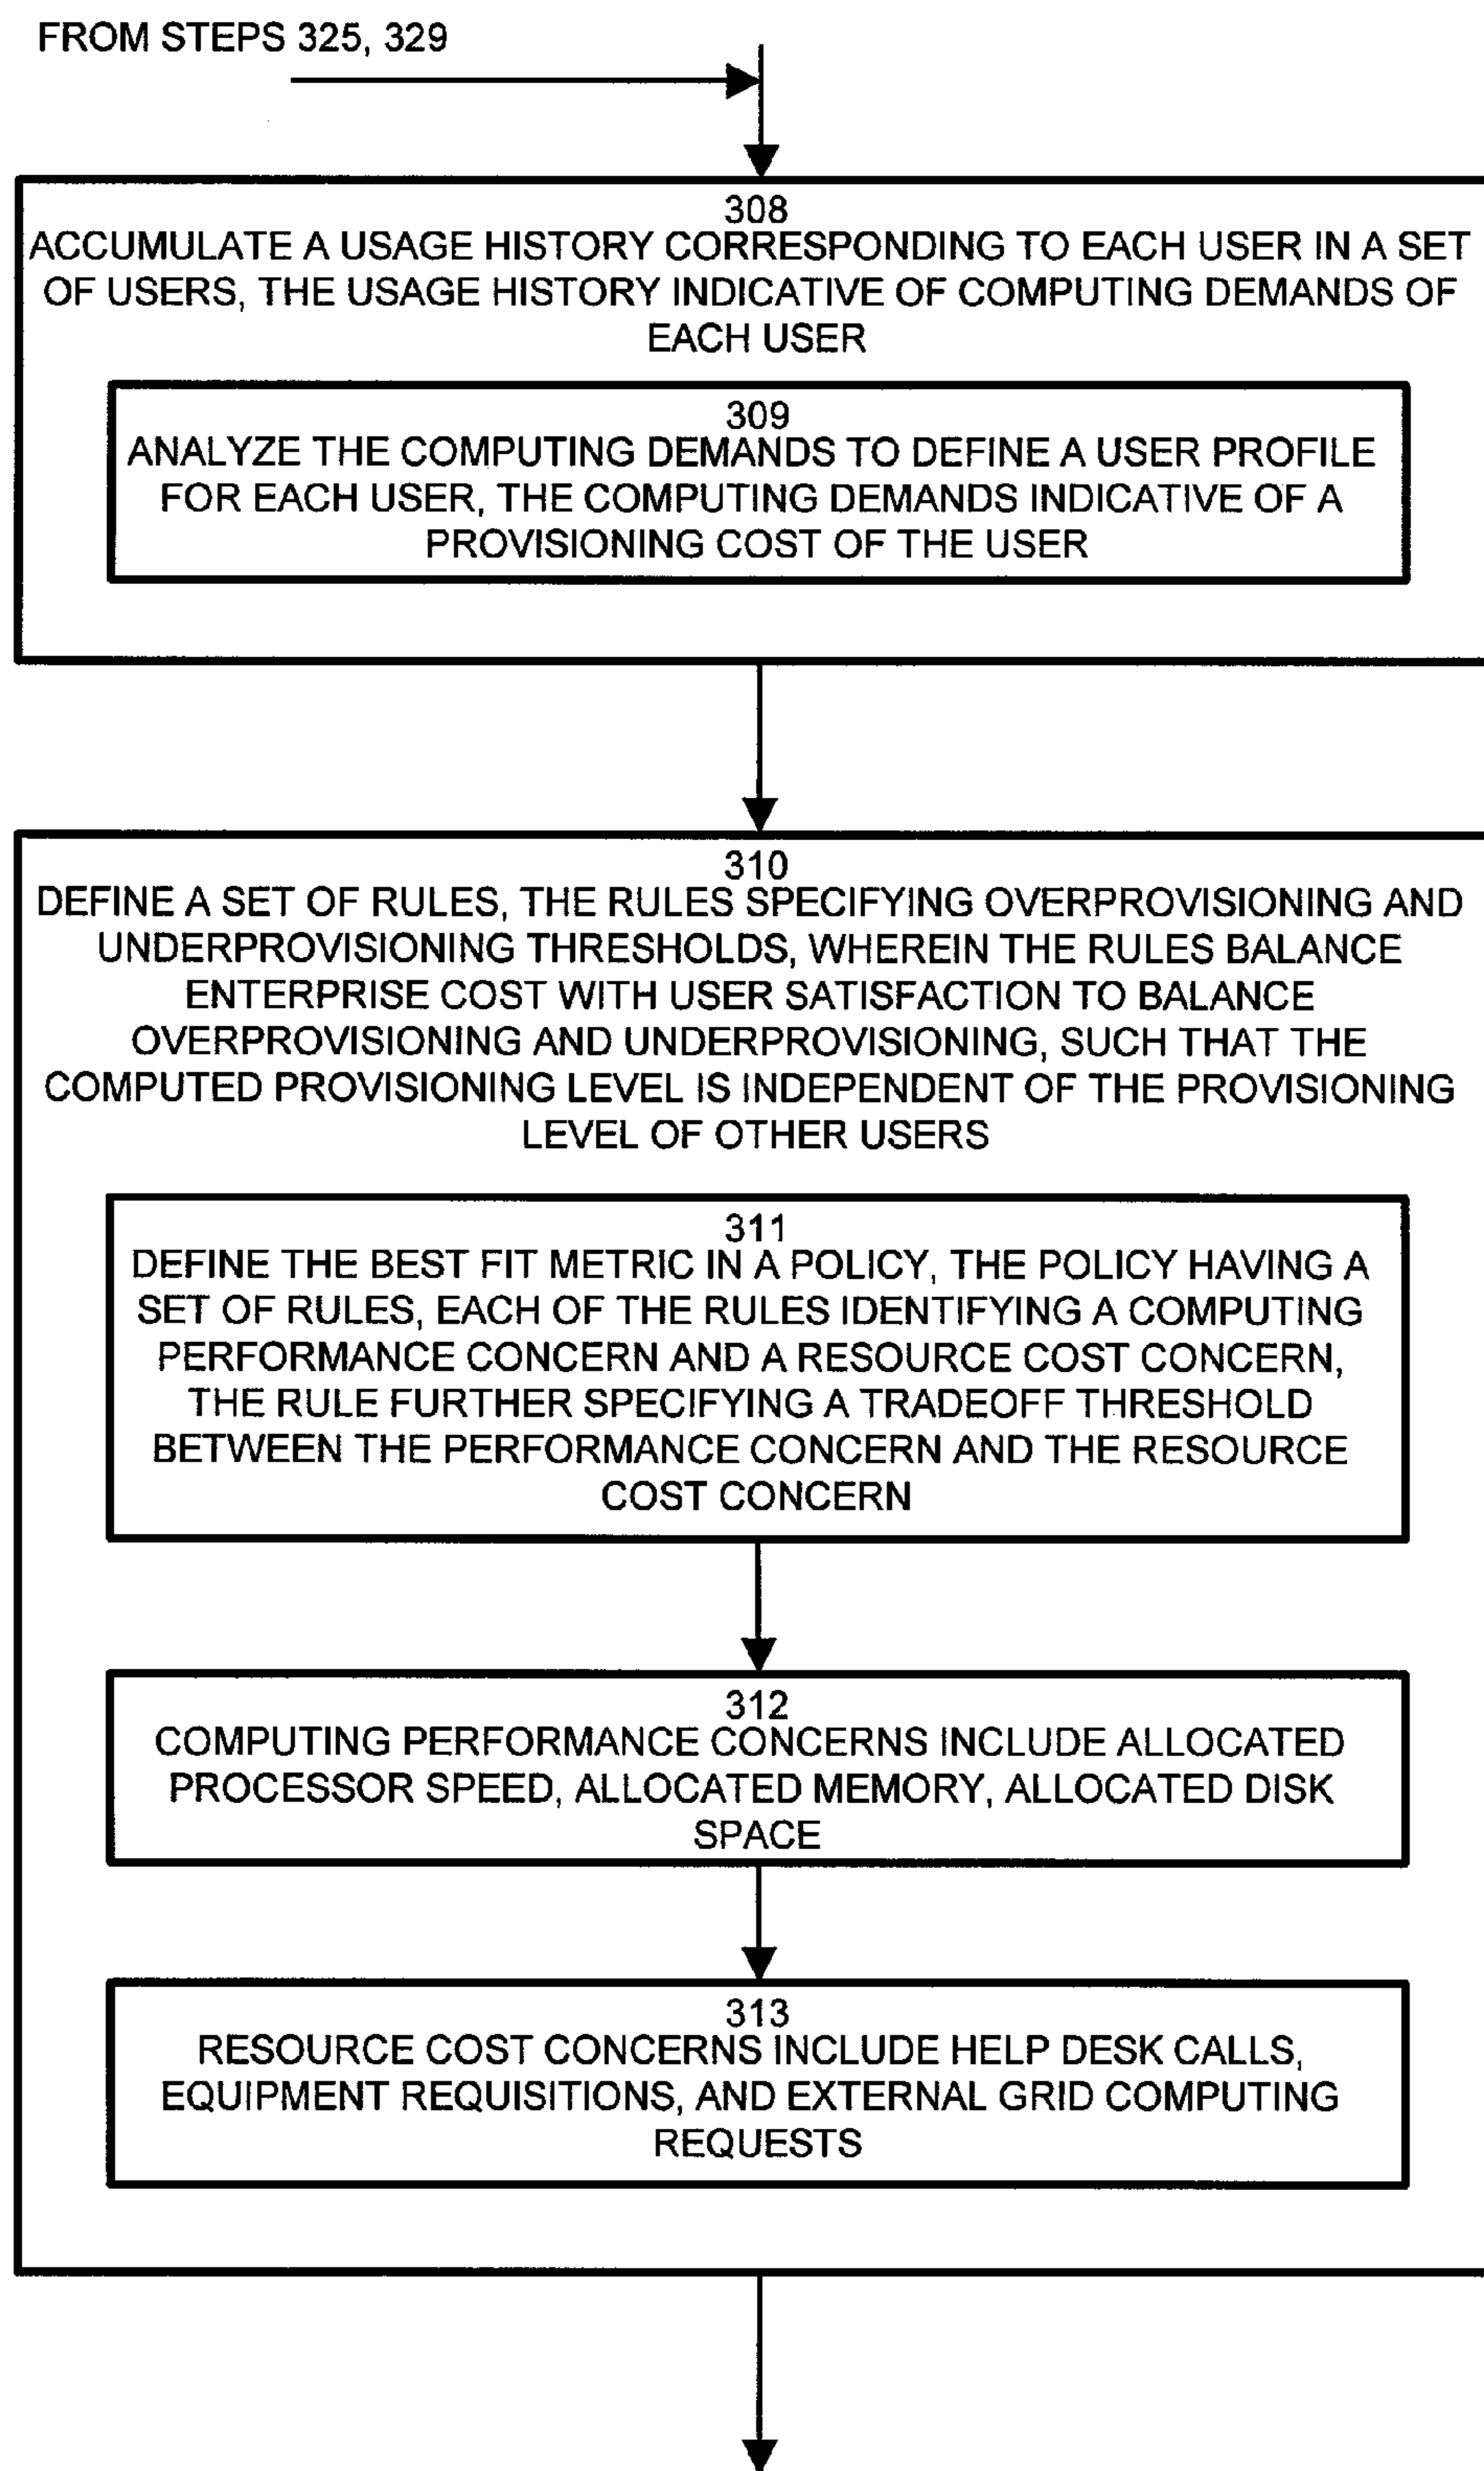 FROM STEPS 325, 329
308
ACCUMULATE A USAGE HISTORY CORRESPONDING TO EACH USER IN A SET
OF USERS, THE USAGE HISTORY INDICATIVE OF COMPUTING DEMANDS OF
EACH USER
309
ANALYZE THE COMPUTING DEMANDS TO DEFINE A USER PROFILE
FOR EACH USER, THE COMPUTING DEMANDS INDICATIVE OF A
PROVISIONING COST OF THE USER
310
DEFINE A SET OF RULES, THE RULES SPECIFYING OVERPROVISIONING AND
UNDERPROVISIONING THRESHOLDS, WHEREIN THE RULES BALANCE
ENTERPRISE COST WITH USER SATISFACTION TO BALANCE
OVERPROVISIONING AND UNDERPROVISIONING, SUCH THAT THE
COMPUTED PROVISIONING LEVEL IS INDEPENDENT OF THE PROVISIONING
LEVEL OF OTHER USERS
311
DEFINE THE BEST FIT METRIC IN A POLICY, THE POLICY HAVING A
SET OF RULES, EACH OF THE RULES IDENTIFYING A COMPUTING
PERFORMANCE CONCERN AND A RESOURCE COST CONCERN,
THE RULE FURTHER SPECIFYING A TRADEOFF THRESHOLD
BETWEEN THE PERFORMANCE CONCERN AND THE RESOURCE
COST CONCERN
312
COMPUTING PERFORMANCE CONCERNS INCLUDE ALLOCATED
PROCESSOR SPEED, ALLOCATED MEMORY, ALLOCATED DISK
SPACE
313
RESOURCE COST CONCERNS INCLUDE HELP DESK CALLS,
EQUIPMENT REQUISITIONS, AND EXTERNAL GRID COMPUTING
REQUESTS